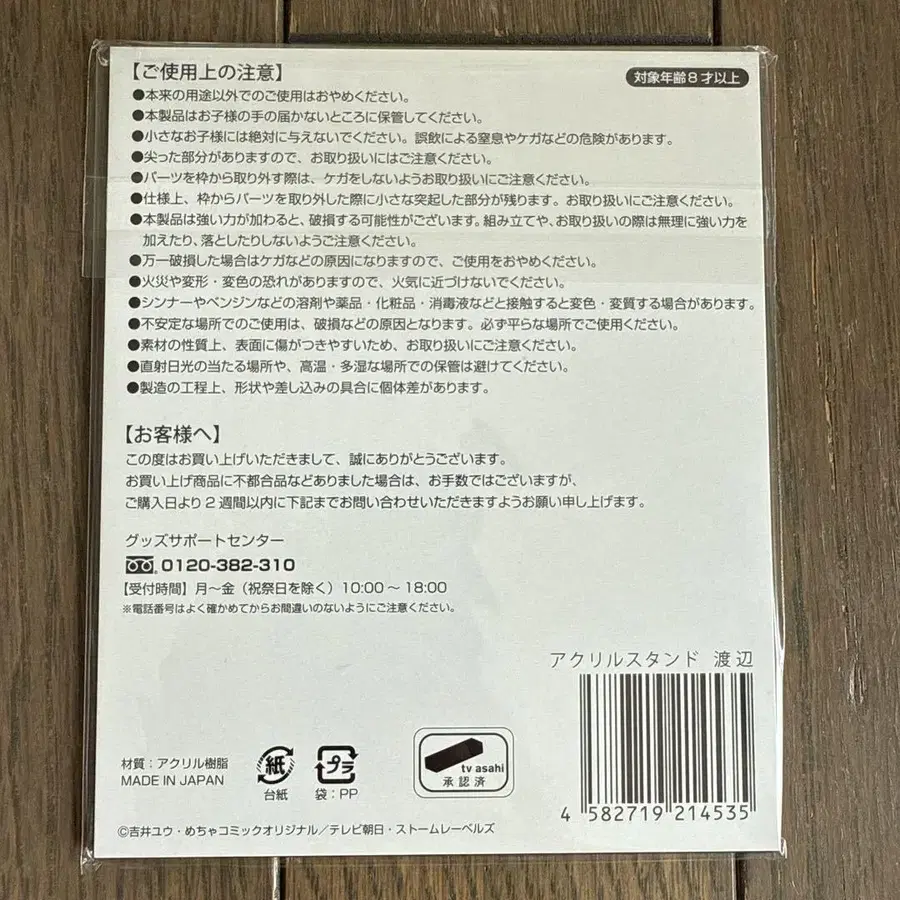 【ご使用上の注意】
対象年齢8才以上
●本来の用途以外でのご使用はおやめください。
●本製品はお子様の手の届かないところに保管してください。
●小さなお子様には絶対に与えないでください。誤飲による窒息やケガなどの危険があります。
●尖った部分がありますので、お取り扱いにはご注意ください。
●パーツを枠から取り外す際は、ケガをしないようお取り扱いにご注意ください。
●仕様上、枠からパーツを取り外した際に小さな突起した部分が残ります。お取り扱いにご注意ください。
●本製品は強い力が加わると、破損する可能性がございます。組み立てや、お取り扱いの際は無理に強い力を
加えたり、落としたりしないようご注意ください。
●万一破損した場合はケガなどの原因になりますので、ご使用をおやめください。
●火災や変形・変色の恐れがありますので、火気に近づけないでください。
●シンナーやベンジンなどの溶剤や薬品・化粧品・消毒液などと接触すると変色・変質する場合があります。
●不安定な場所でのご使用は、破損などの原因となります。必ず平らな場所でご使用ください。
●素材の性質上、表面に傷がつきやすいため、お取り扱いにご注意ください。
●直射日光の当たる場所や、高温・多湿な場所での保管は避けてください。
●製造の工程上、形状や差し込みの具合に個体差があります。
【お客様へ】
この度はお買い上げいただきまして、誠にありがとうございます。
お買い上げ商品に不都合品などありました場合は、お手数ではございますが、
ご購入日より2週間以内に下記までお問い合わせいただきますようお願い申し上げます。
グッズサポートセンター
0120-382-310
【受付時間】月～金（祝祭日を除く）10:00～18:00
※電話番号はよく確かめてからお間違いのないようにご注意ください。
アクリルスタンド 渡辺
材質：アクリル樹脂
MADE IN JAPAN
紙
台紙
プラ
袋：PP
tv asahi
承認済
4 582719 214535
©吉井ユウ・めちゃコミックオリジナル／テレビ朝日・ストームレーベルズ